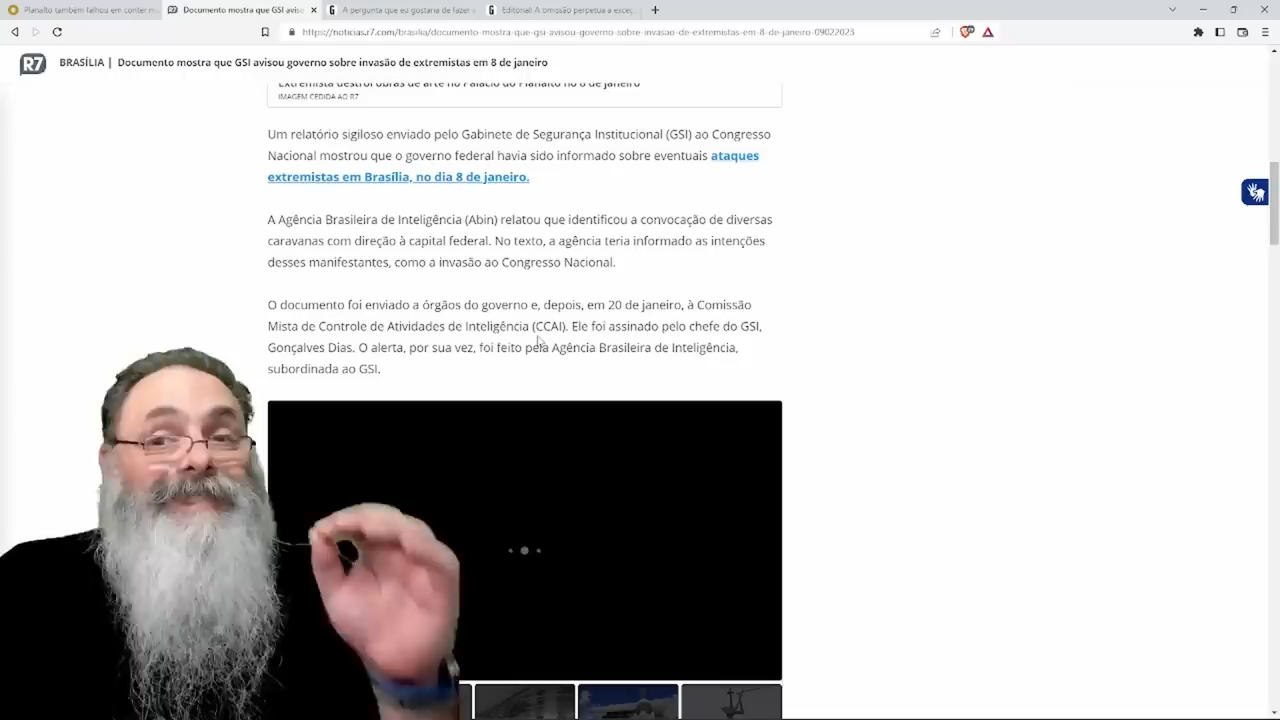 Planalto também falhou em conter m
Documento mostra que GSI aviso
A pergunta que eu gostaria de fazer a
Editorial: A omissão perpetua a exceç
https://noticias.r7.com/brasilia/documento-mostra-que-gsi-avisou-governo-sobre-invasao-de-extremistas-em-8-de-janeiro-09022023
R7 BRASÍLIA | Documento mostra que GSI avisou governo sobre invasão de extremistas em 8 de janeiro
Extremista destrói obras de arte no Palácio do Planalto no 8 de janeiro
IMAGEM CEDIDA AO R7
Um relatório sigiloso enviado pelo Gabinete de Segurança Institucional (GSI) ao Congresso
Nacional mostrou que o governo federal havia sido informado sobre eventuais ataques
extremistas em Brasília, no dia 8 de janeiro.
A Agência Brasileira de Inteligência (Abin) relatou que identificou a convocação de diversas
caravanas com direção à capital federal. No texto, a agência teria informado as intenções
desses manifestantes, como a invasão ao Congresso Nacional.
O documento foi enviado a órgãos do governo e, depois, em 20 de janeiro, à Comissão
Mista de Controle de Atividades de Inteligência (CCAI). Ele foi assinado pelo chefe do GSI,
Gonçalves Dias. O alerta, por sua vez, foi feito pela Agência Brasileira de Inteligência,
subordinada ao GSI.